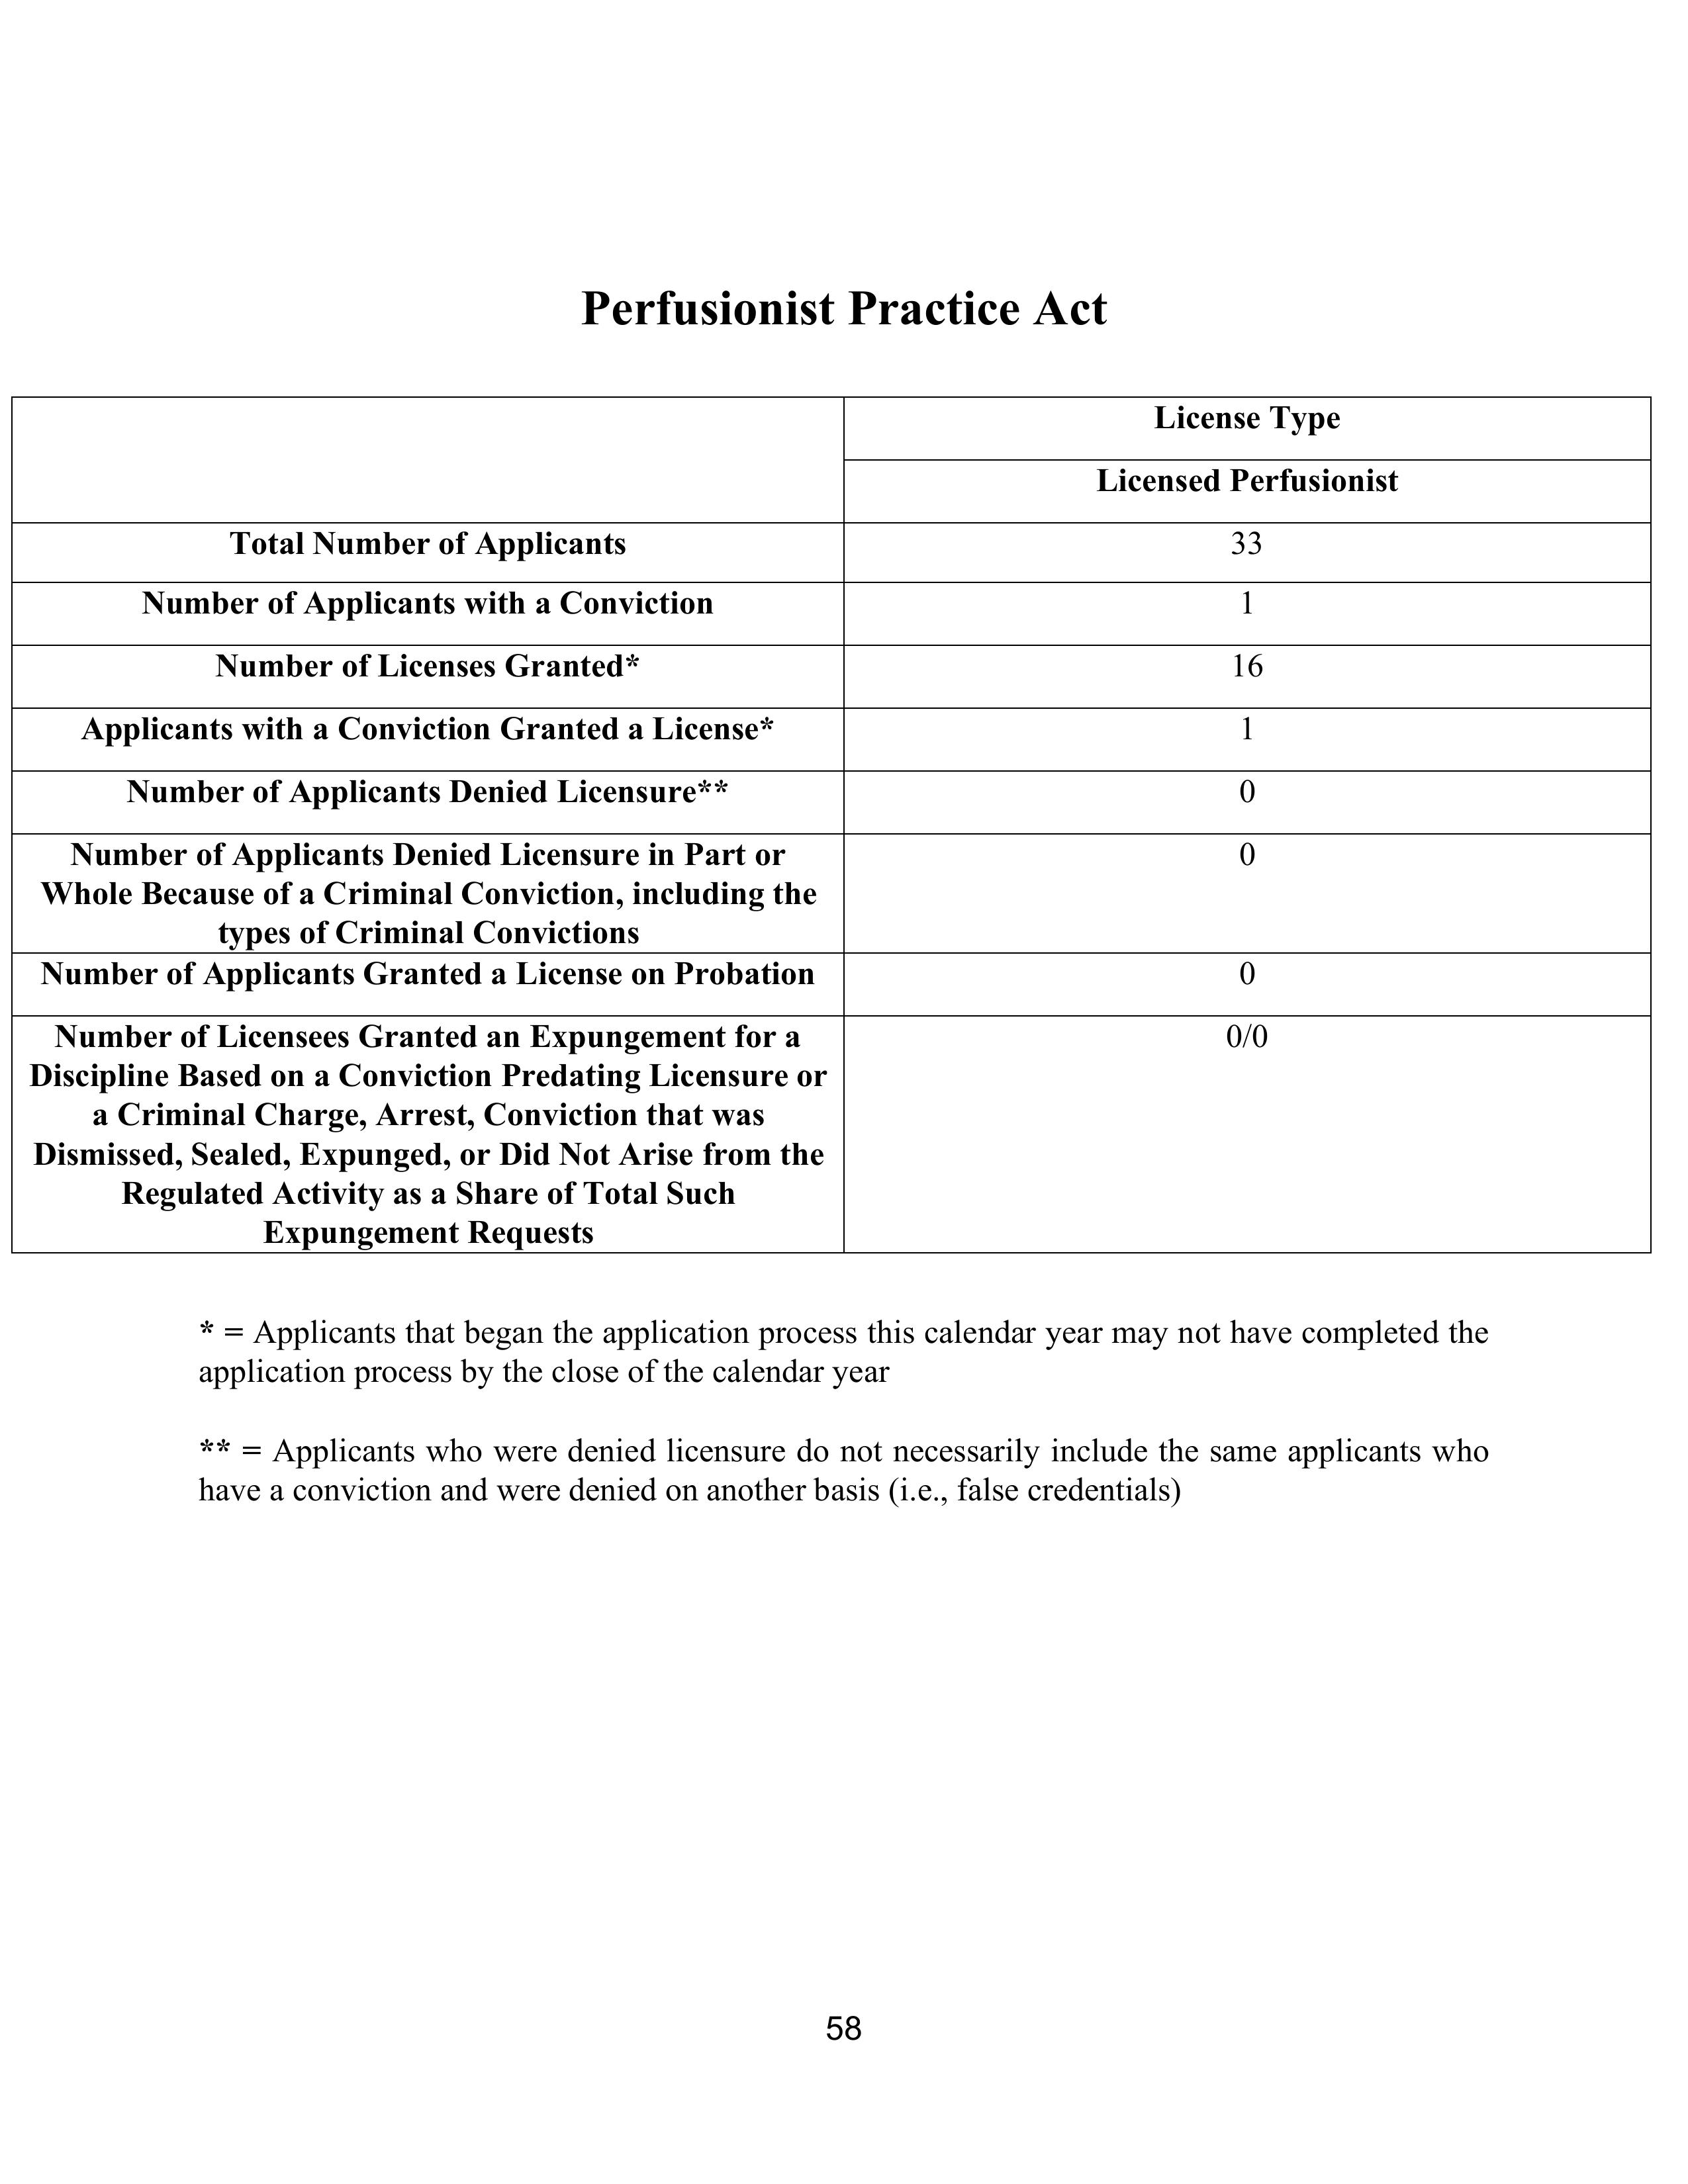 Perfusionist Practice Act
License Type
Licensed Perfusionist
Total Number of Applicants
33
Number of Applicants with a Conviction
1
Number of Licenses Granted*
16
Applicants with a Conviction Granted a License*
1
Number of Applicants Denied Licensure**
0
Number of Applicants Denied Licensure in Part or
Whole Because of a Criminal Conviction, including the
types of Criminal Convictions
0
Number of Applicants Granted a License on Probation
0
Number of Licensees Granted an Expungement for a
Discipline Based on a Conviction Predating Licensure or
a Criminal Charge, Arrest, Conviction that was
Dismissed, Sealed, Expunged, or Did Not Arise from the
Regulated Activity as a Share of Total Such
Expungement Requests
0/0
* = Applicants that began the application process this calendar year may not have completed the
application process by the close of the calendar year
** = Applicants who were denied licensure do not necessarily include the same applicants who
have a conviction and were denied on another basis (i.e., false credentials)
58